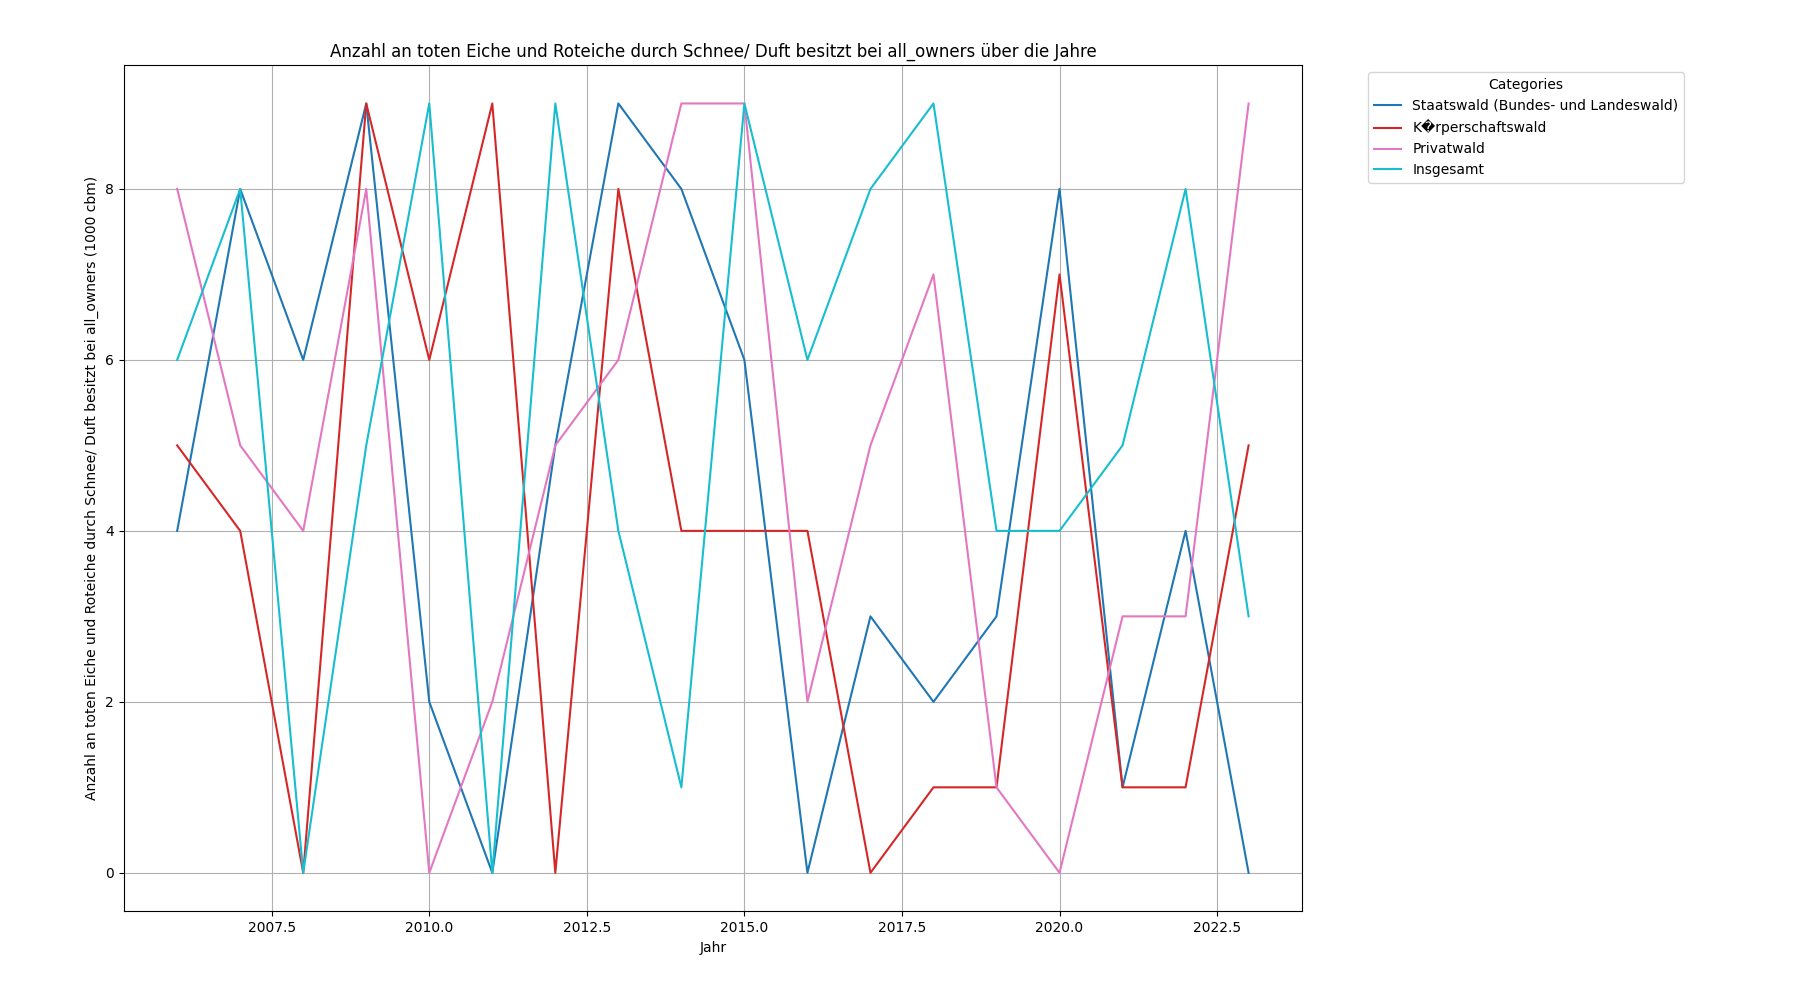 Anzahl an toten Eiche und Roteiche durch Schnee/ Duft besitzt bei all_owners über die Jahre
Categories
Staatswald (Bundes- und Landeswald)
K�rperschaftswald
Privatwald
Insgesamt
Anzahl an toten Eiche und Roteiche durch Schnee/ Duft besitzt bei all_owners (1000 cbm)
8
6
4
2
0
2007.5 2010.0 2012.5 2015.0 2017.5 2020.0 2022.5
Jahr